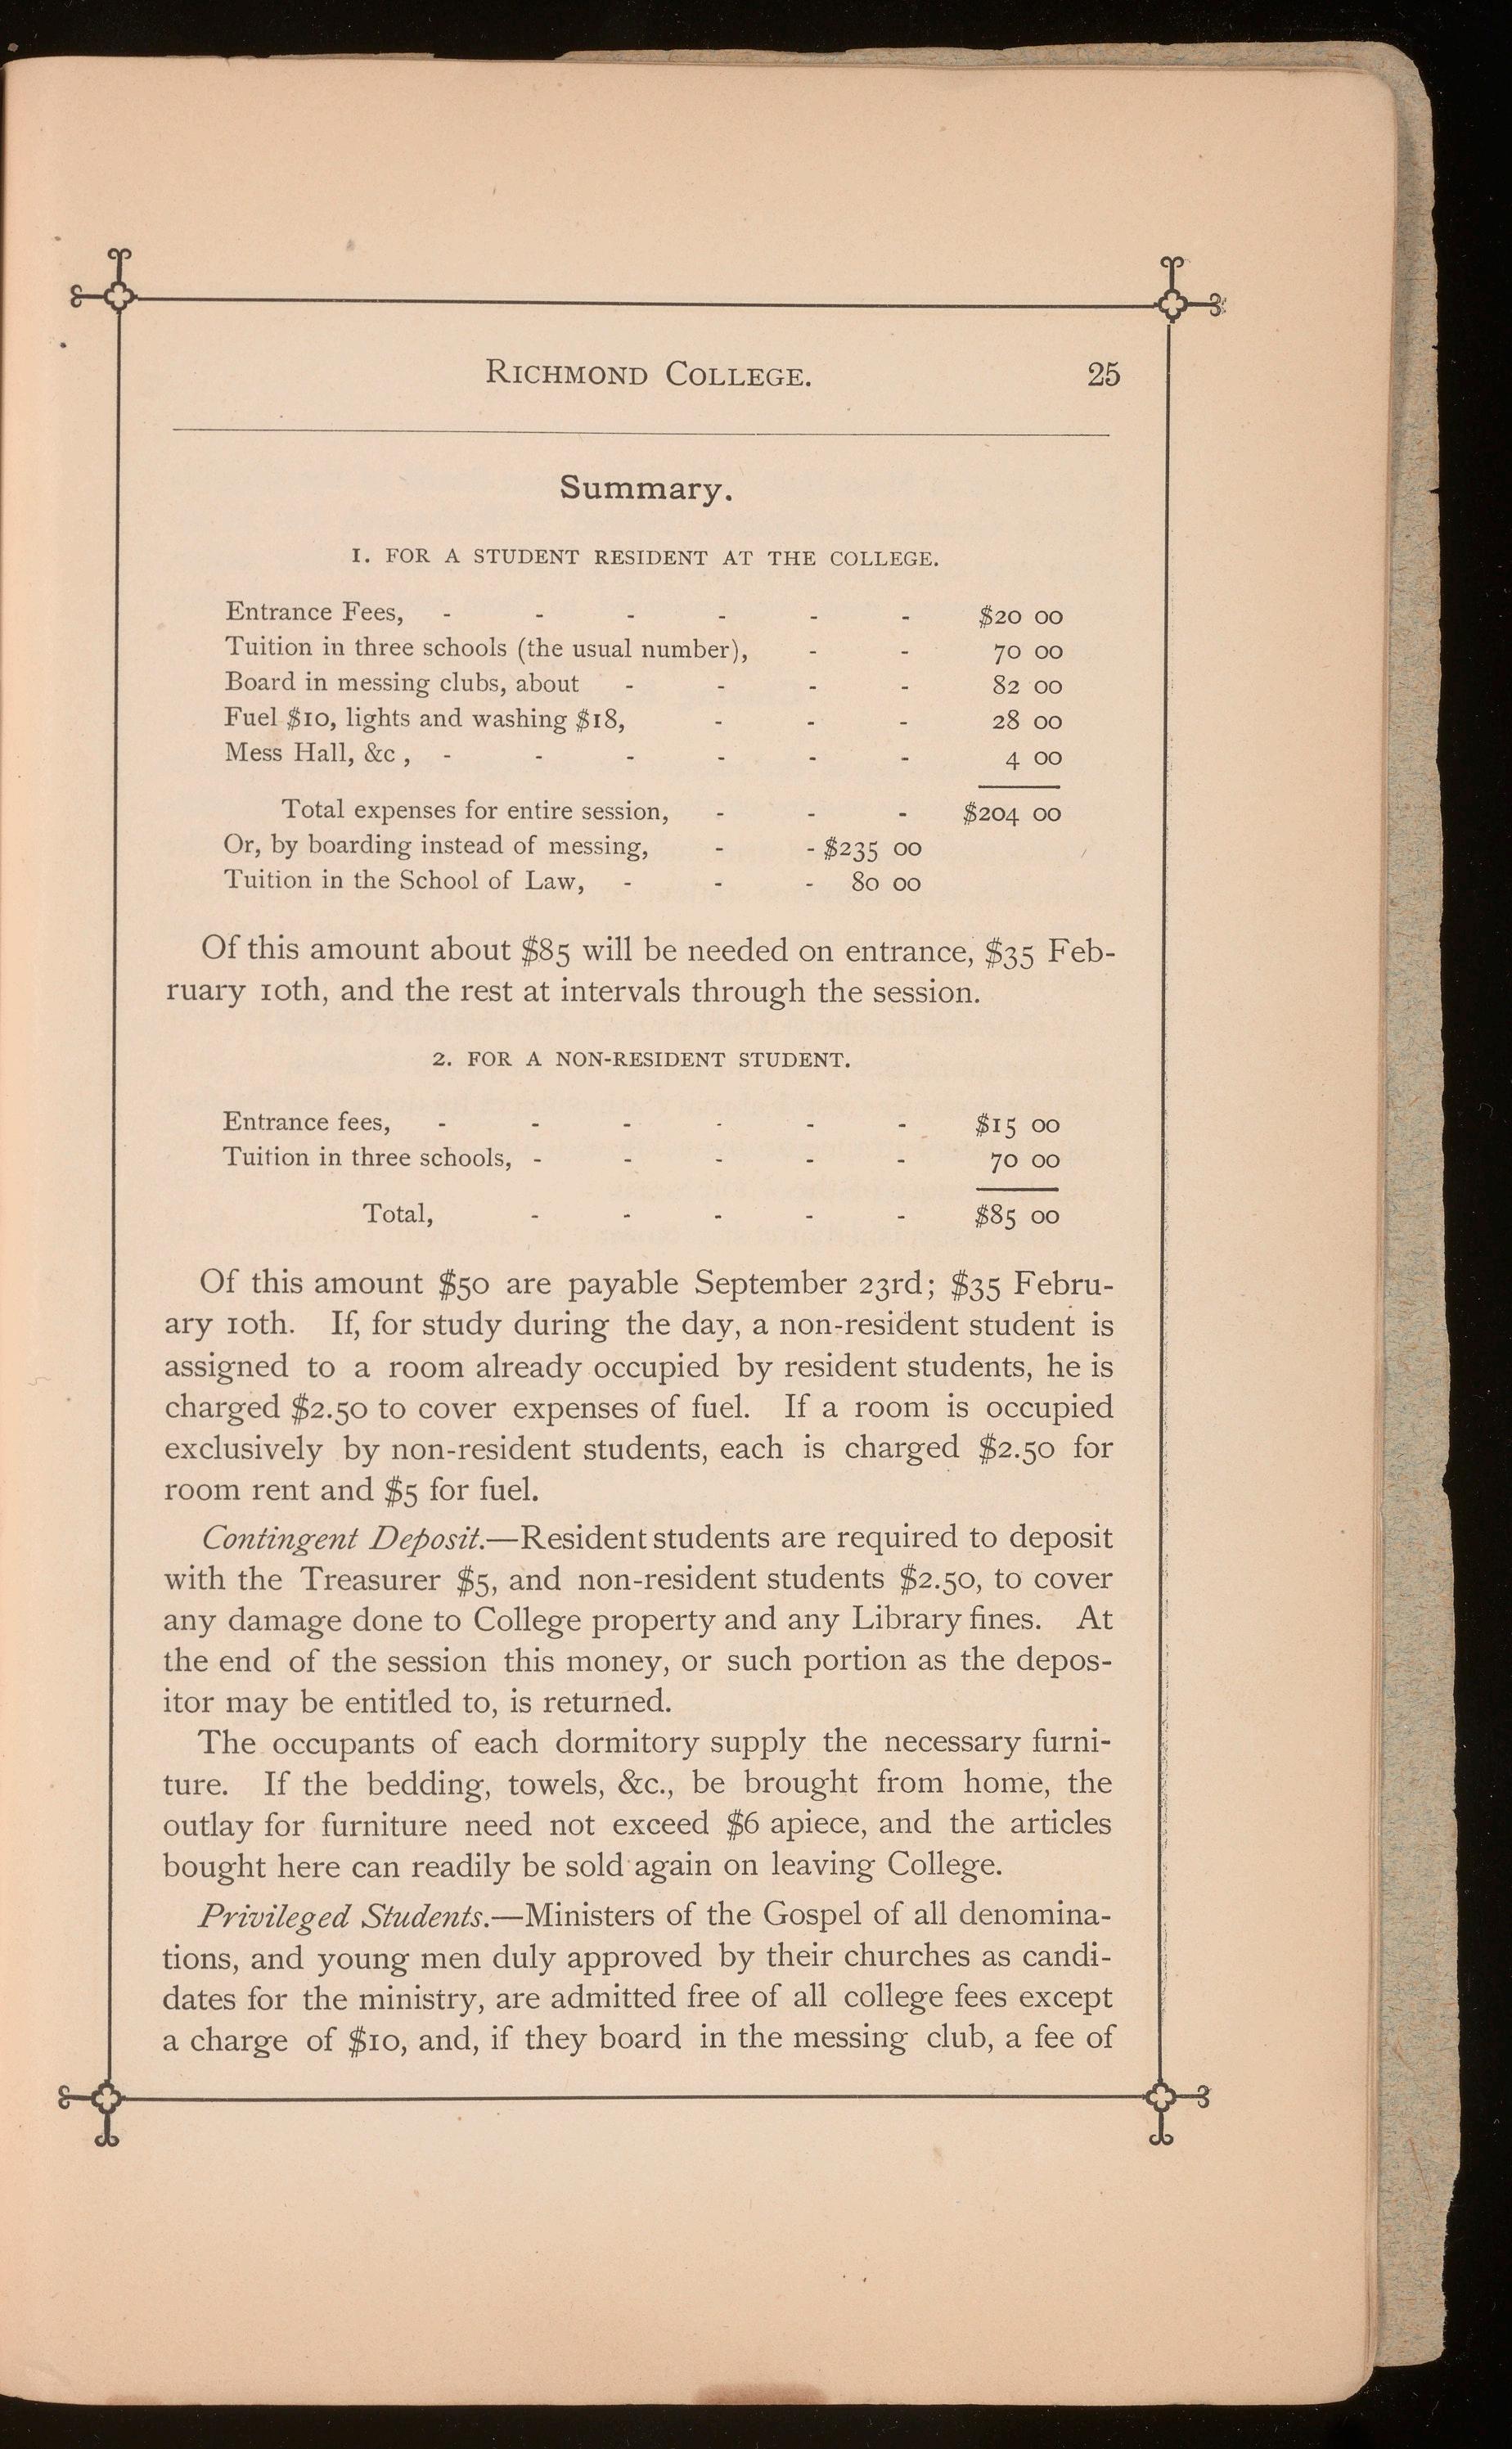 RICHMOND COLLEGE. 25
Summary.
1. FOR A STUDENT RESIDENT AT THE COLLEGE.
Entrance Fees, - - - - - - $20 00
Tuition in three schools (the usual number), - - 70 00
Board in messing clubs, about - - - - 82 00
Fuel $10, lights and washing $18, - - - 28 00
Mess Hall, &c , - - - - - - 4 00
Total expenses for entire session, - - - $204 00
Or, by boarding instead of messing, - - $235 00
Tuition in the School of Law, - - - 80 00
Of this amount about $85 will be needed on entrance, $35 Feb-
ruary 10th, and the rest at intervals through the session.
2. FOR A NON-RESIDENT STUDENT.
Entrance fees, - - - - - - $15 00
Tuition in three schools, - - - - - 70 00
Total, - - - - - $85 00
Of this amount $50 are payable September 23rd; $35 Febru-
ary 10th. If, for study during the day, a non-resident student is
assigned to a room already occupied by resident students, he is
charged $2.50 to cover expenses of fuel. If a room is occupied
exclusively by non-resident students, each is charged $2.50 for
room rent and $5 for fuel.
Contingent Deposit.—Resident students are required to deposit
with the Treasurer $5, and non-resident students $2.50, to cover
any damage done to College property and any Library fines. At
the end of the session this money, or such portion as the depos-
itor may be entitled to, is returned.
The occupants of each dormitory supply the necessary furni-
ture. If the bedding, towels, &c., be brought from home, the
outlay for furniture need not exceed $6 apiece, and the articles
bought here can readily be sold again on leaving College.
Privileged Students.—Ministers of the Gospel of all denomina-
tions, and young men duly approved by their churches as candi-
dates for the ministry, are admitted free of all college fees except
a charge of $10, and, if they board in the messing club, a fee of